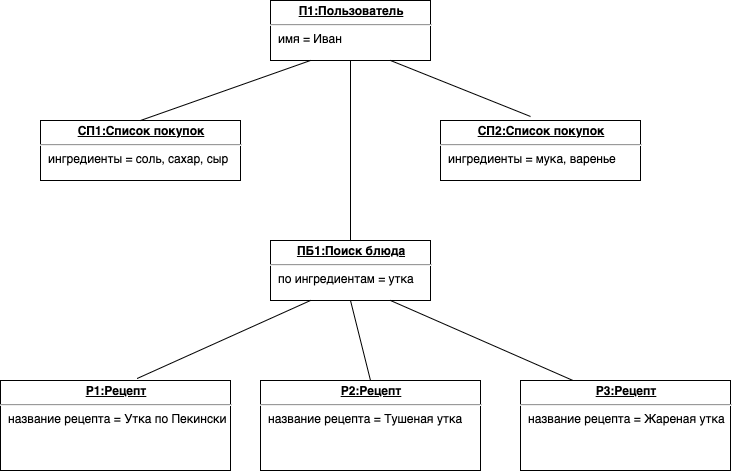 П1:Пользователь
имя = Иван
СП1:Список покупок
ингредиенты = соль, сахар, сыр
СП2:Список покупок
ингредиенты = мука, варенье
ПБ1:Поиск блюда
по ингредиентам = утка
Р1:Рецепт
название рецепта = Утка по Пекински
Р2:Рецепт
название рецепта = Тушеная утка
Р3:Рецепт
название рецепта = Жареная утка